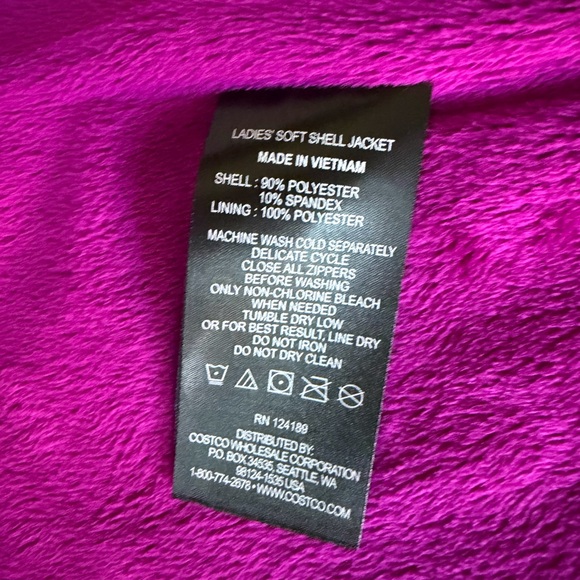 LADIES' SOFT SHELL JACKET
MADE IN VIETNAM
SHELL : 90% POLYESTER
10% SPANDEX
LINING : 100% POLYESTER
MACHINE WASH COLD SEPARATELY
DELICATE CYCLE
CLOSE ALL ZIPPERS
BEFORE WASHING
ONLY NON-CHLORINE BLEACH
WHEN NEEDED
TUMBLE DRY LOW
OR FOR BEST RESULT, LINE DRY
DO NOT IRON
DO NOT DRY CLEAN
RN 124189
DISTRIBUTED BY:
COSTCO WHOLESALE CORPORATION
P.O. BOX 34535, SEATTLE, WA
98124-1535 USA
1-800-774-2678 • WWW.COSTCO.COM